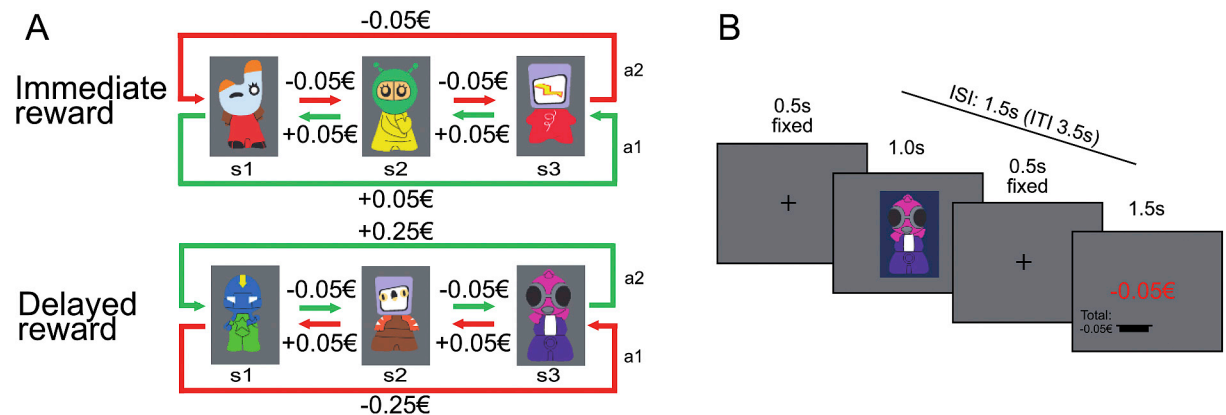 A
Immediate
reward
-0.05€
-0.05€
-0.05€
+0.05€
+0.05€
a2
a1
s1
s2
s3
+0.05€
Delayed
reward
+0.25€
-0.05€
-0.05€
+0.05€
+0.05€
a2
a1
s1
s2
s3
-0.25€
B
0.5s
fixed
1.0s
0.5s
fixed
1.5s
ISI: 1.5s (ITI 3.5s)
-0.05€
Total:
-0.05€